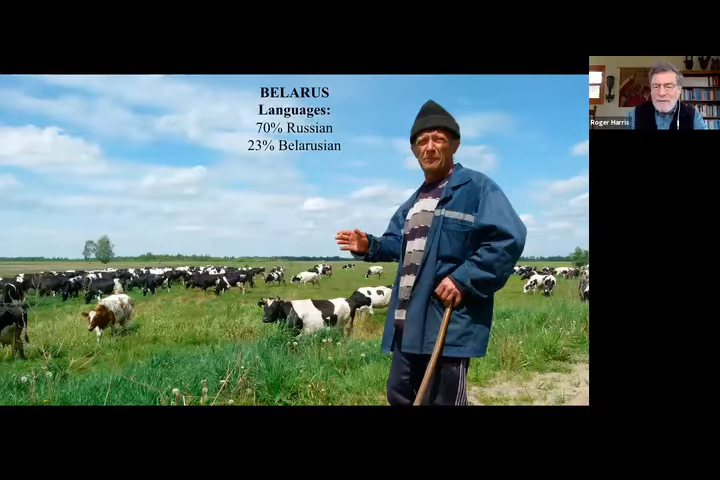 BELARUS
Languages:
70% Russian
23% Belarusian
Roger Harris